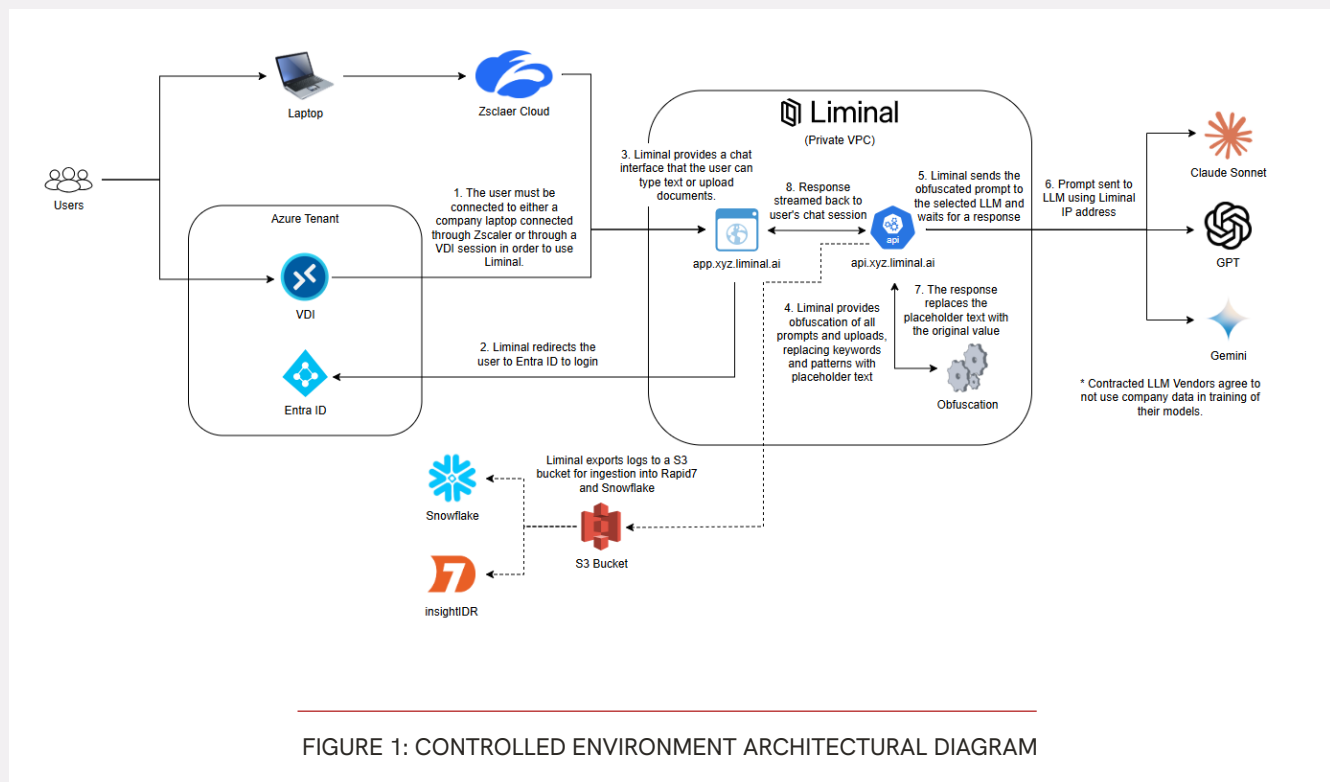 Liminal
(Private VPC)
Laptop
Zsclaer Cloud
Users
Azure Tenant
1. The user must be
connected to either a
company laptop connected
through Zscaler or through a
VDI session in order to use
Liminal.
VDI
2. Liminal redirects the
user to Entra ID to login
Entra ID
3. Liminal provides a chat
interface that the user can
type text or upload
documents.
app.xyz.liminal.ai
8. Response
streamed back to
user's chat session
api
api.xyz.liminal.ai
5. Liminal sends the
obfuscated prompt to
the selected LLM and
waits for a response
4. Liminal provides
obfuscation of all
prompts and uploads,
replacing keywords
and patterns with
placeholder text
7. The response
replaces the
placeholder text with
the original value
Obfuscation
6. Prompt sent to
LLM using Liminal
IP address
Claude Sonnet
GPT
Gemini
* Contracted LLM Vendors agree to
not use company data in training of
their models.
Liminal exports logs to a S3
bucket for ingestion into Rapid7
and Snowflake
Snowflake
S3 Bucket
7
insightIDR
FIGURE 1: CONTROLLED ENVIRONMENT ARCHITECTURAL DIAGRAM